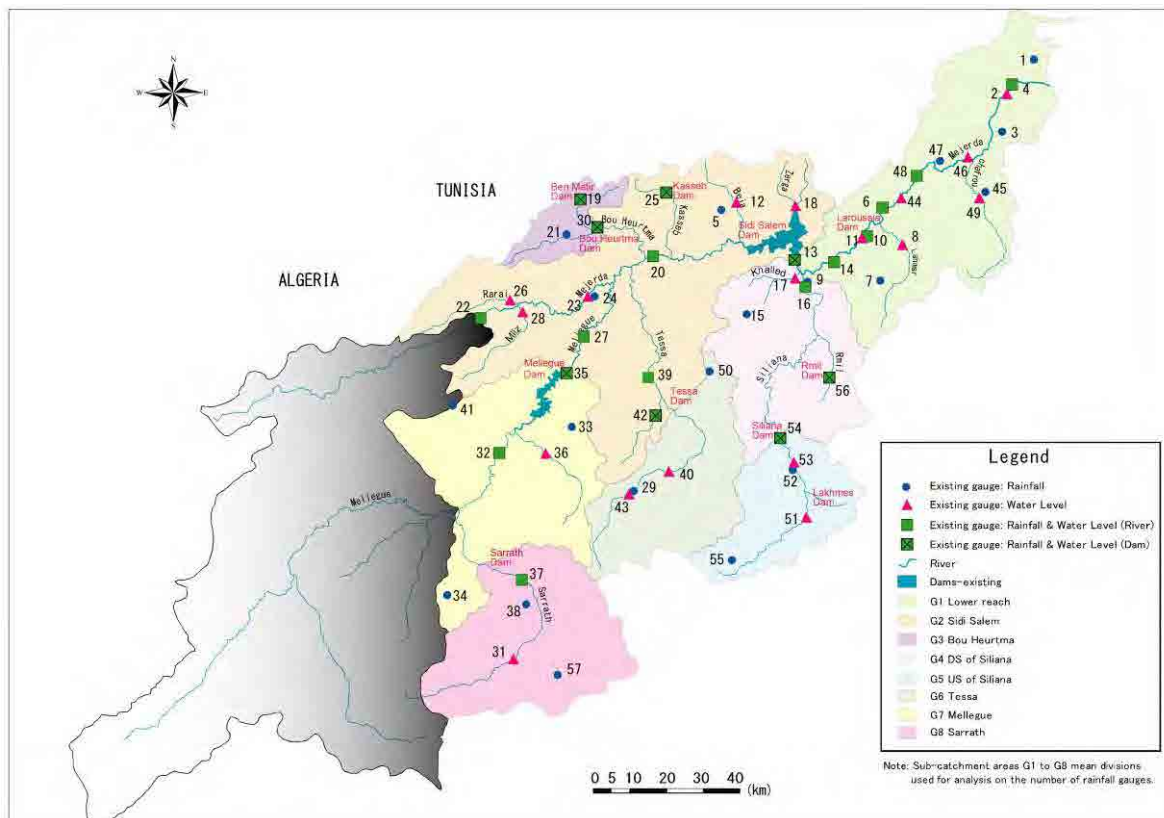 N
W
E
S
TUNISIA
ALGERIA
1
2
4
3
47
Mejerda
46
Chafrou
45
49
48
44
6
Laroussia
Dam
11
10
8
Lahmar
7
14
13
9
17
Khalled
16
15
Ben Metir
Dam
19
30
21
Bou Heurtma
Bou Heurtma
Dam
25
Kasseb
Dam
Kasseb
5
Beja
12
Zerga
18
Sidi Salem
Dam
20
Mejerda
23
24
Rarai
26
22
28
Mliz
Mellegue
27
Mellegue
Dam
35
Tessa
39
Tessa
Dam
42
50
Siliana
Rmil
Rmil
Dam
56
Siliana
Dam
54
53
52
Lakhmes
Dam
51
55
41
33
32
36
40
29
43
Mellegue
Sarrath
Dam
37
34
38
Sarrath
31
57
Legend
Existing gauge: Rainfall
Existing gauge: Water Level
Existing gauge: Rainfall & Water Level (River)
Existing gauge: Rainfall & Water Level (Dam)
River
Dams-existing
G1 Lower reach
G2 Sidi Salem
G3 Bou Heurtma
G4 DS of Siliana
G5 US of Siliana
G6 Tessa
G7 Mellegue
G8 Sarrath
Note: Sub-catchment areas G1 to G8 mean divisions
used for analysis on the number of rainfall gauges.
0 5 10 20 30 40
(km)